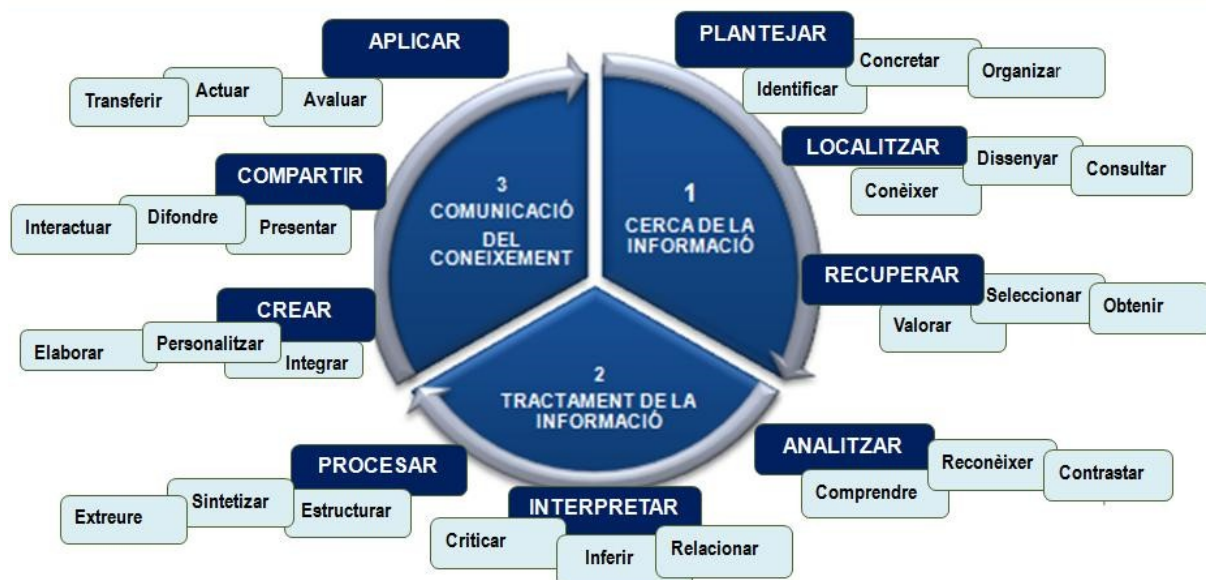 APLICAR
Transferir
Actuar
Avaluar
COMPARTIR
Interactuar
Difondre
Presentar
CREAR
Elaborar
Personalitzar
Integrar
3
COMUNICACIÓ
DEL
CONEIXEMENT
1
CERCA DE LA
INFORMACIÓ
2
TRACTAMENT DE LA
INFORMACIÓ
PLANTEJAR
Identificar
Concretar
Organizar
LOCALITZAR
Conèixer
Dissenyar
Consultar
RECUPERAR
Valorar
Seleccionar
Obtenir
ANALITZAR
Comprendre
Reconèixer
Contrastar
INTERPRETAR
Criticar
Inferir
Relacionar
PROCESAR
Extreure
Sintetizar
Estructurar